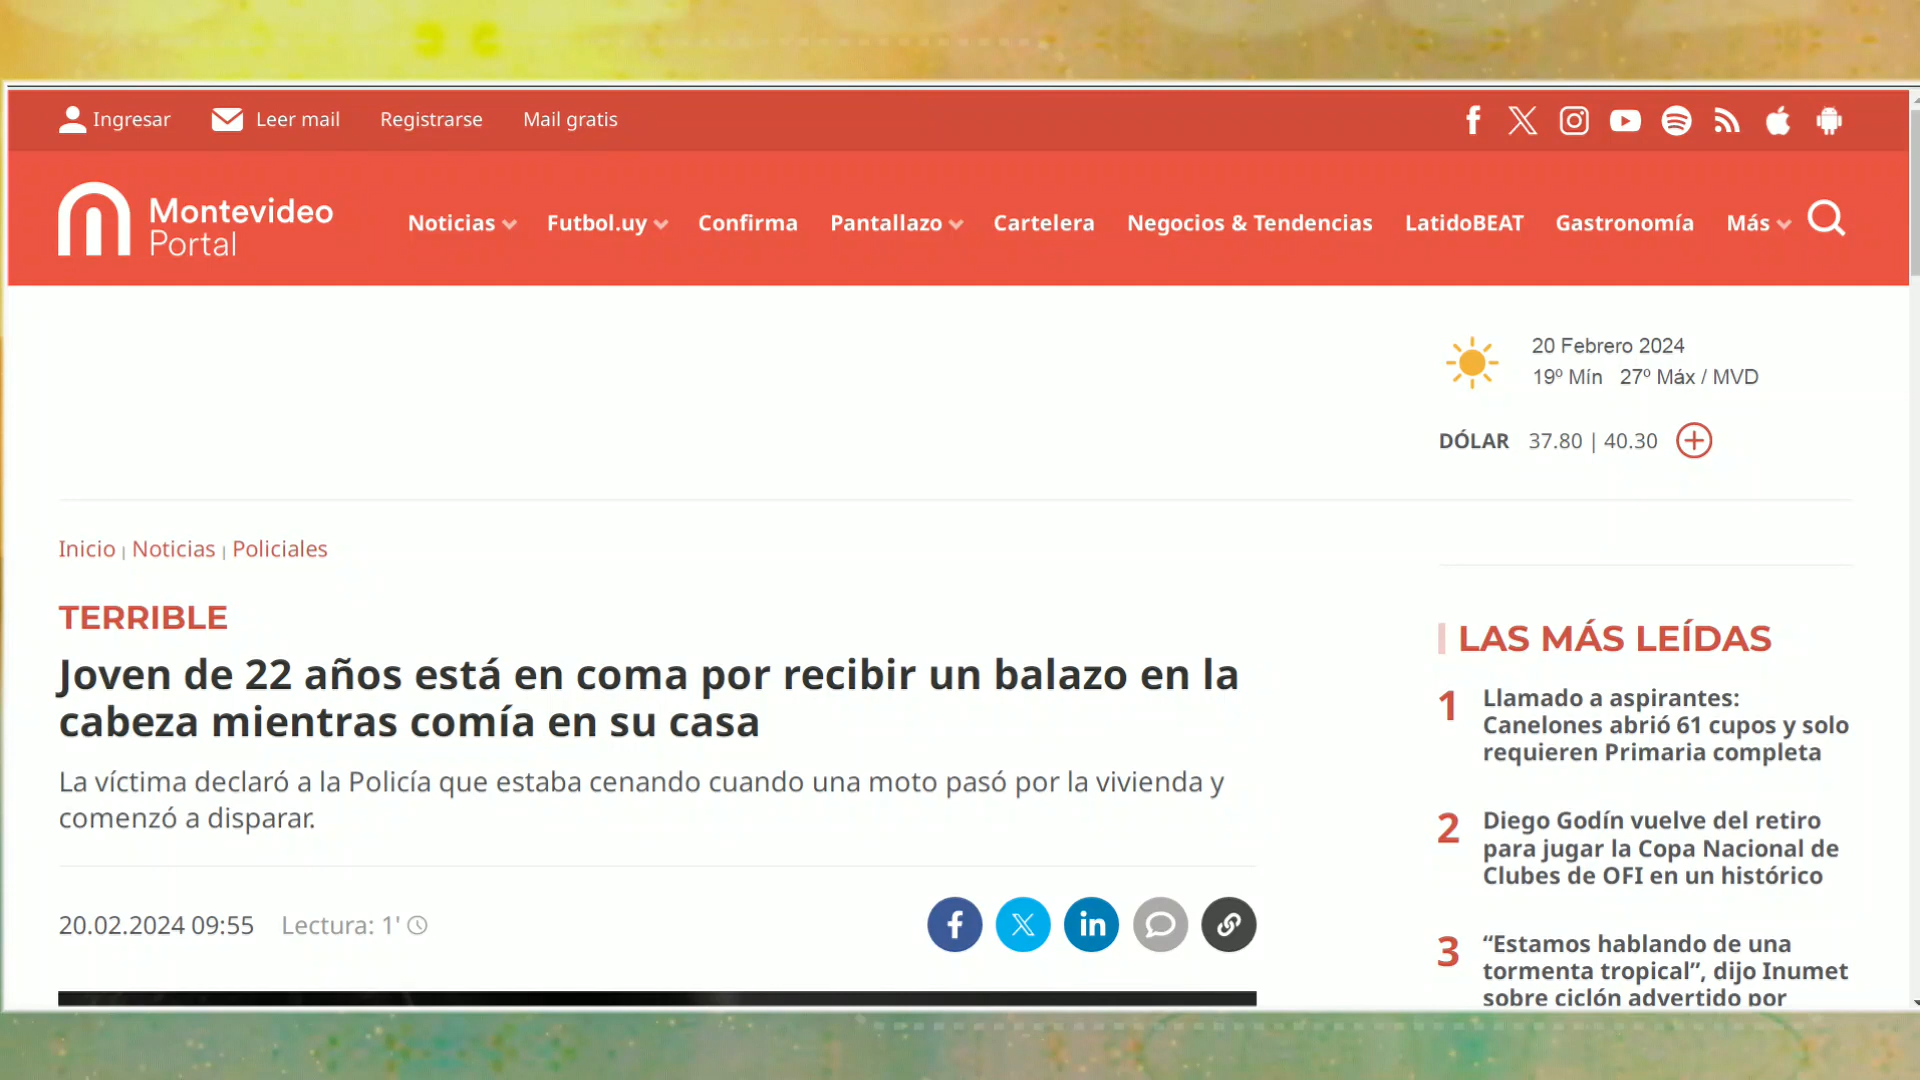 Ingresar Leer mail Registrarse Mail gratis
Montevideo
Portal
Noticias Futbol.uy Confirma Pantallazo Cartelera Negocios & Tendencias LatidoBEAT Gastronomía Más
20 Febrero 2024
19º Mín 27º Máx / MVD
DÓLAR 37.80 | 40.30
Inicio | Noticias | Policiales
TERRIBLE
Joven de 22 años está en coma por recibir un balazo en la
cabeza mientras comía en su casa
La víctima declaró a la Policía que estaba cenando cuando una moto pasó por la vivienda y
comenzó a disparar.
20.02.2024 09:55 Lectura: 1'
LAS MÁS LEÍDAS
1 Llamado a aspirantes:
Canelones abrió 61 cupos y solo
requieren Primaria completa
2 Diego Godín vuelve del retiro
para jugar la Copa Nacional de
Clubes de OFI en un histórico
3 “Estamos hablando de una
tormenta tropical”, dijo Inumet
sobre ciclón advertido por